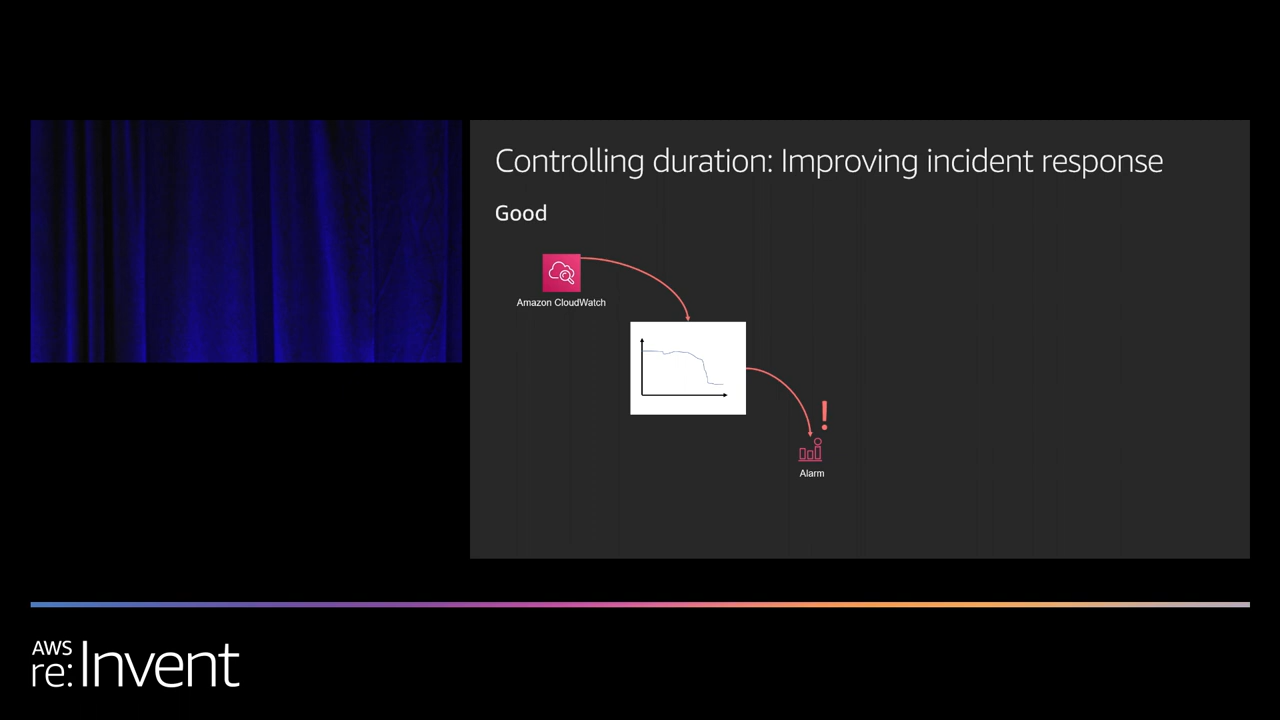 Controlling duration: Improving incident response
Good
Amazon CloudWatch
!
Alarm
AWS
re:Invent